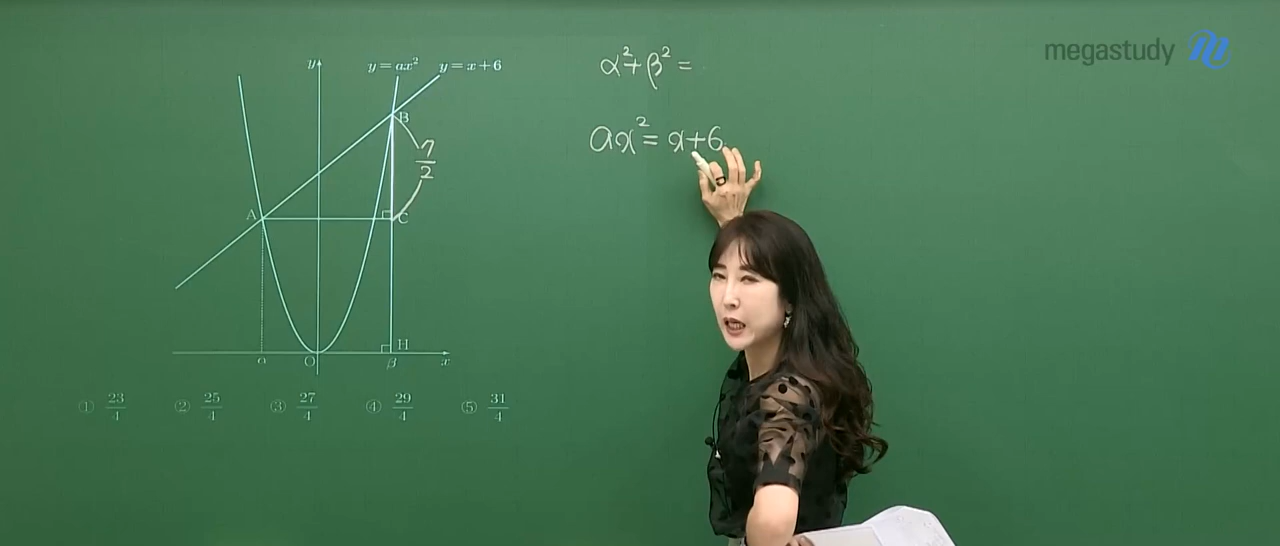 megastudy
y
y=ax² y=x+6
B
7/2
A
C
H
α O β x
① 23/4 ② 25/4 ③ 27/4 ④ 29/4 ⑤ 31/4
α²+β²=
ax²=x+6